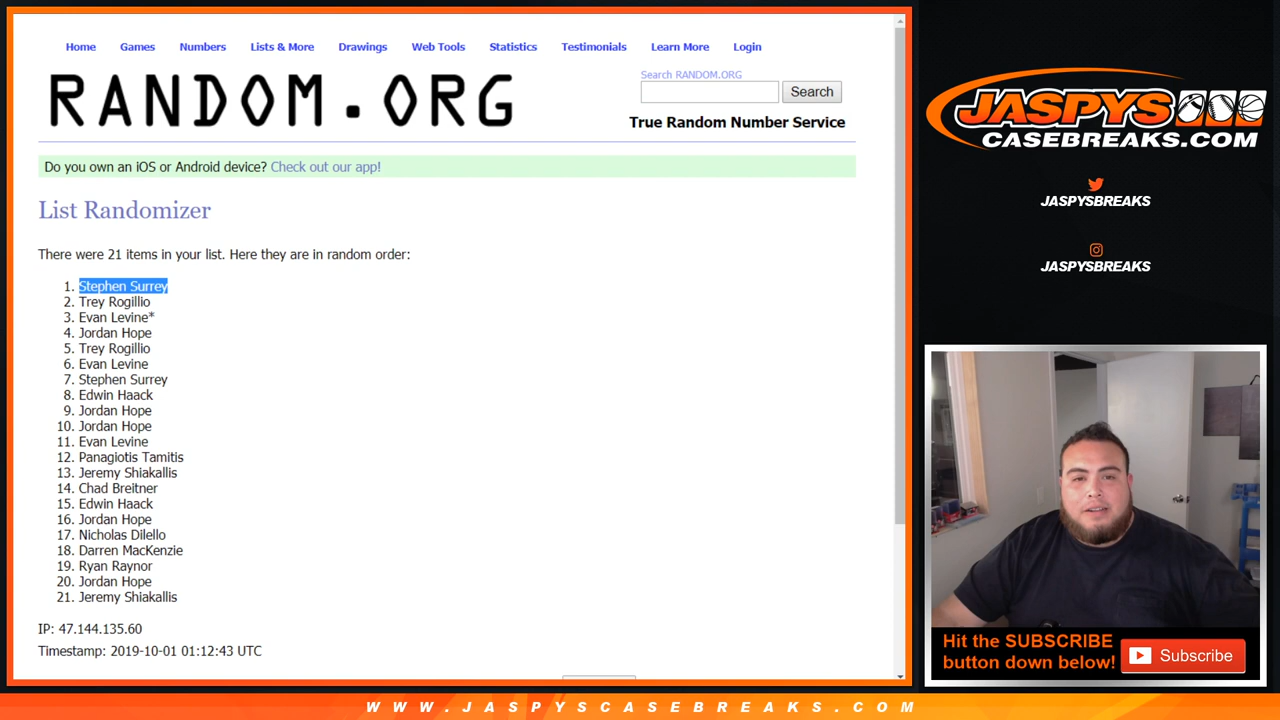 Home Games Numbers Lists & More Drawings Web Tools Statistics Testimonials Learn More Login
RANDOM.ORG
Search RANDOM.ORG
Search
True Random Number Service
Do you own an iOS or Android device? Check out our app!
List Randomizer
There were 21 items in your list. Here they are in random order:
1. Stephen Surrey
2. Trey Rogillio
3. Evan Levine*
4. Jordan Hope
5. Trey Rogillio
6. Evan Levine
7. Stephen Surrey
8. Edwin Haack
9. Jordan Hope
10. Jordan Hope
11. Evan Levine
12. Panagiotis Tamitis
13. Jeremy Shiakallis
14. Chad Breitner
15. Edwin Haack
16. Jordan Hope
17. Nicholas Dilello
18. Darren MacKenzie
19. Ryan Raynor
20. Jordan Hope
21. Jeremy Shiakallis
IP: 47.144.135.60
Timestamp: 2019-10-01 01:12:43 UTC
JASPYS
CASEBREAKS.COM
JASPYSBREAKS
JASPYSBREAKS
Hit the SUBSCRIBE
button down below!
Subscribe
WWW.JASPYSCASEBREAKS.COM